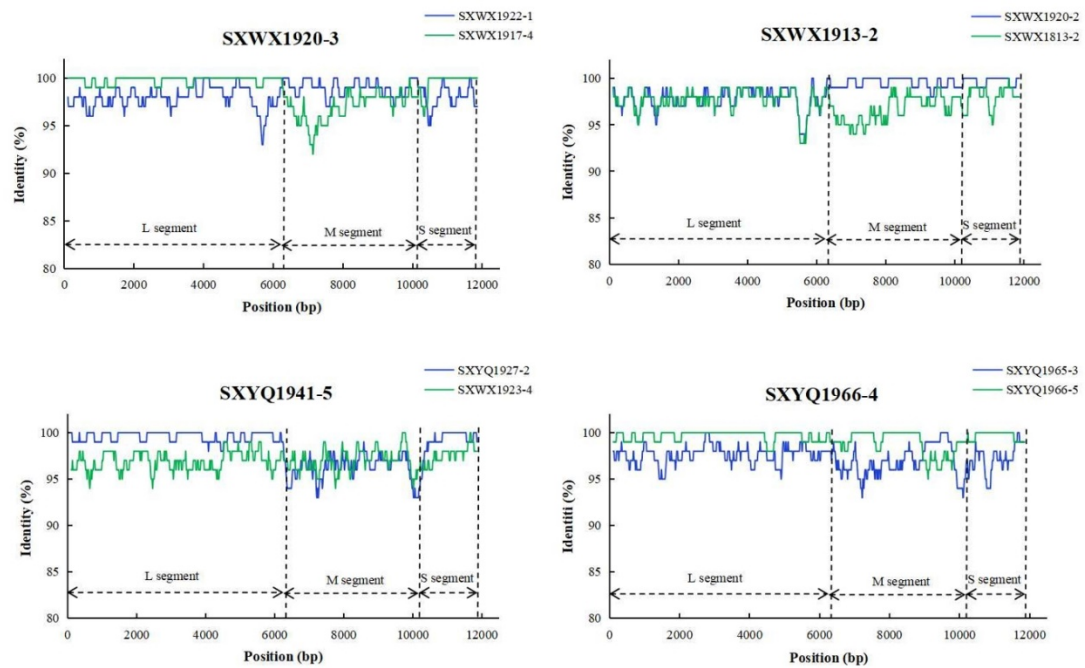 SXWX1920-3
SXWX1922-1
SXWX1917-4
Identity (%)
100
95
90
85
80
L segment
M segment
S segment
0 2000 4000 6000 8000 10000 12000
Position (bp)
SXWX1913-2
SXWX1920-2
SXWX1813-2
Identity (%)
100
95
90
85
80
L segment
M segment
S segment
0 2000 4000 6000 8000 10000 12000
Position (bp)
SXYQ1941-5
SXYQ1927-2
SXWX1923-4
Identity (%)
100
95
90
85
80
L segment
M segment
S segment
0 2000 4000 6000 8000 10000 12000
Position (bp)
SXYQ1966-4
SXYQ1965-3
SXYQ1966-5
Identiti (%)
100
95
90
85
80
L segment
M segment
S segment
0 2000 4000 6000 8000 10000 12000
Position (bp)